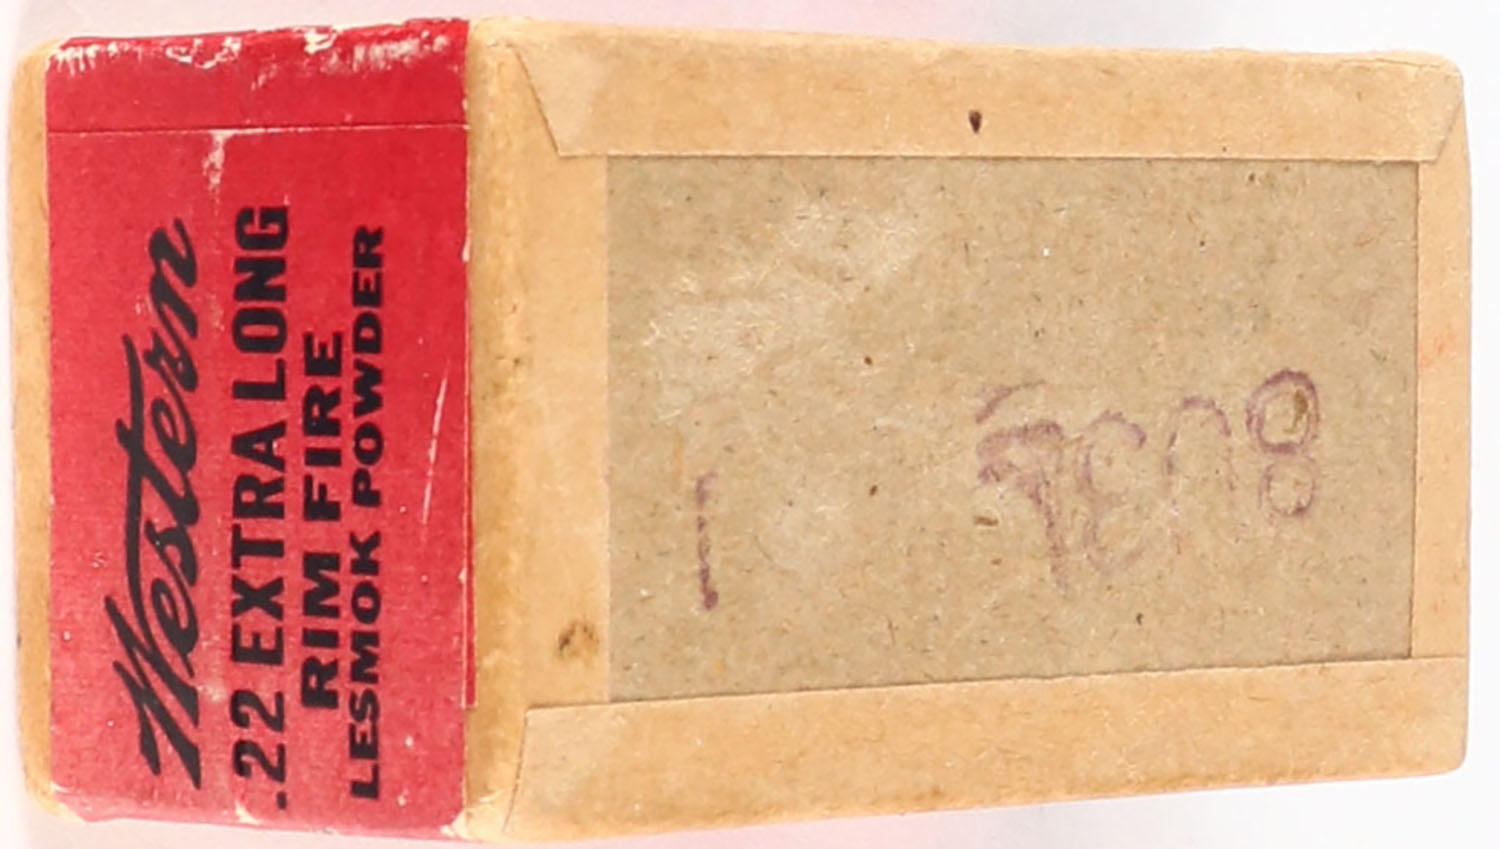 Western
.22 EXTRA LONG
RIM FIRE
LESMOK POWDER